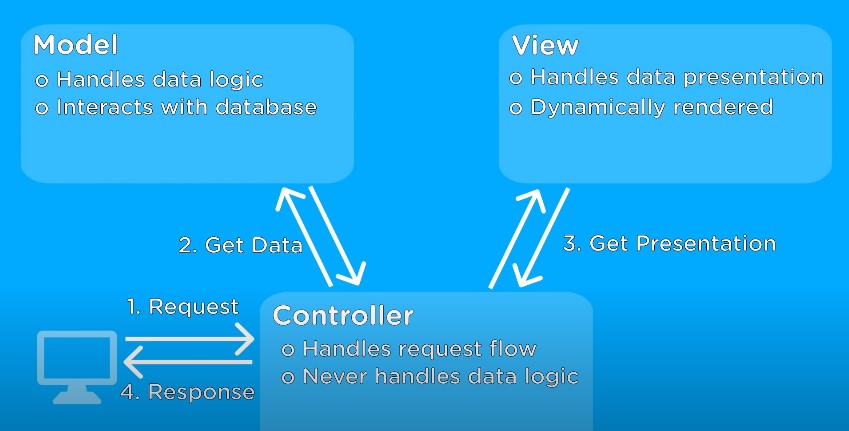 Model
o Handles data logic
o Interacts with database
View
o Handles data presentation
o Dynamically rendered
2. Get Data
3. Get Presentation
1. Request
4. Response
Controller
o Handles request flow
o Never handles data logic